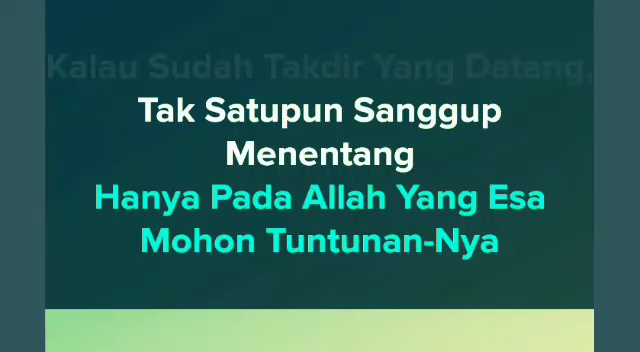 Kalau Sudah Takdir Yang Datang,
Tak Satupun Sanggup
Menentang
Hanya Pada Allah Yang Esa
Mohon Tuntunan-Nya